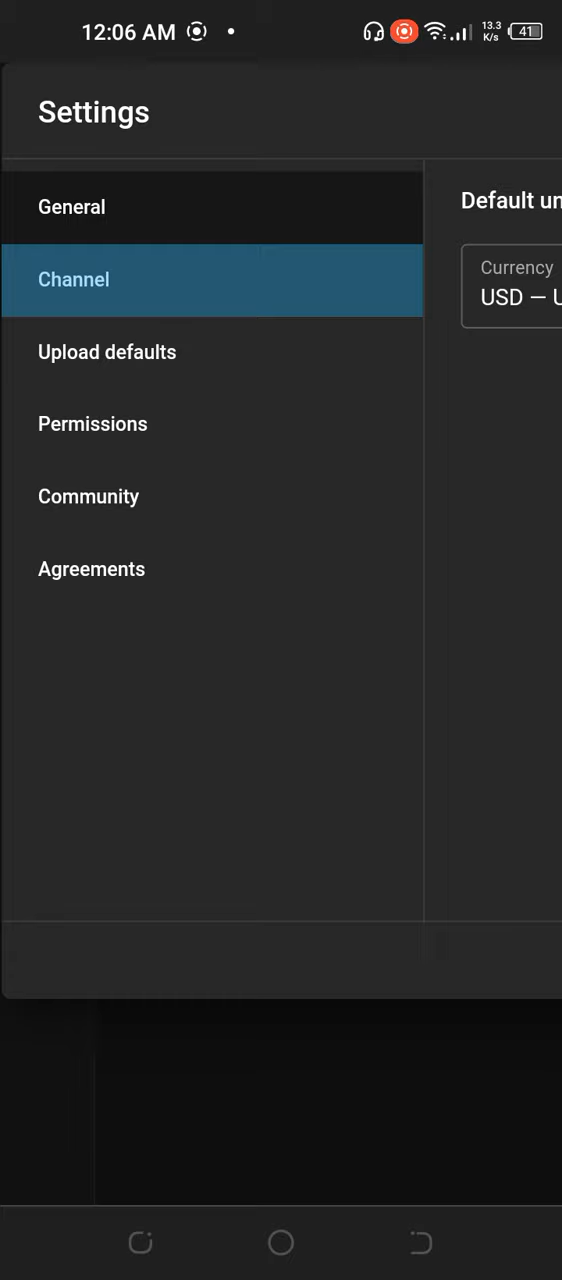 12:06 AM
13.3
K/s
41
Settings
General
Channel
Upload defaults
Permissions
Community
Agreements
Default un
Currency
USD — U